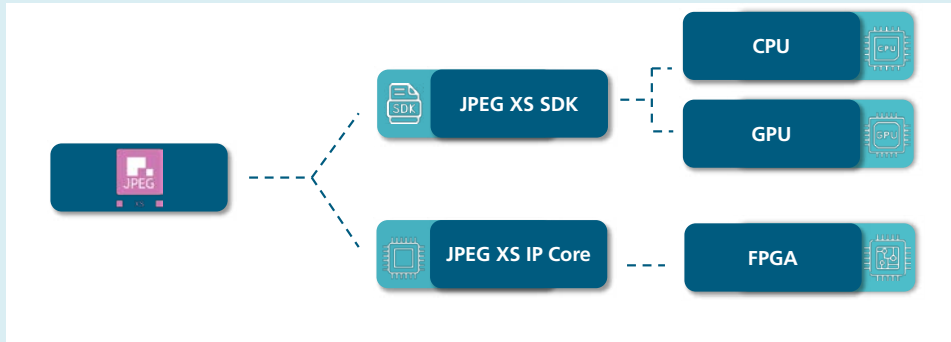 JPEG
SDK
JPEG XS SDK
CPU
CPU
GPU
GPU
JPEG XS IP Core
FPGA